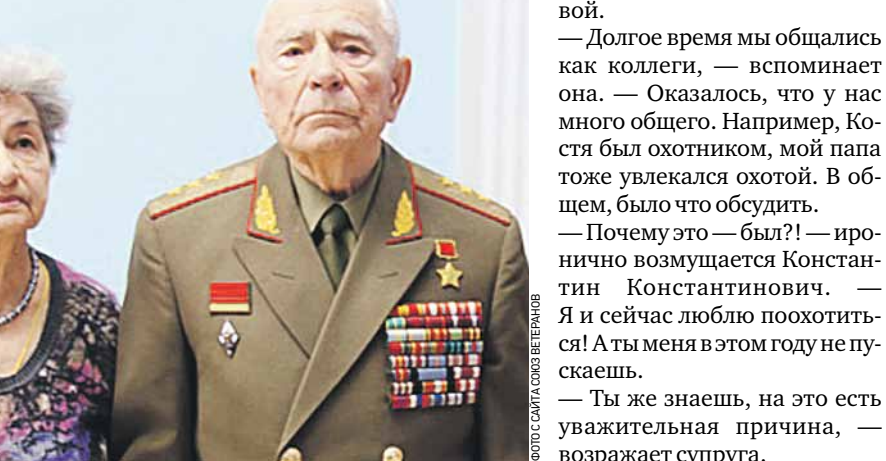 вой.
— Долгое время мы общались
как коллеги, — вспоминает
она. — Оказалось, что у нас
много общего. Например, Ко-
стя был охотником, мой папа
тоже увлекался охотой. В об-
щем, было что обсудить.
— Почему это — был?! — иро-
нично возмущается Констан-
тин Константинович. —
Я и сейчас люблю поохотить-
ся! А ты меня в этом году не пу-
скаешь.
— Ты же знаешь, на это есть
уважительная причина, —
возражает супруга.
ФОТО С САЙТА СОЮЗ ВЕТЕРАНОВ